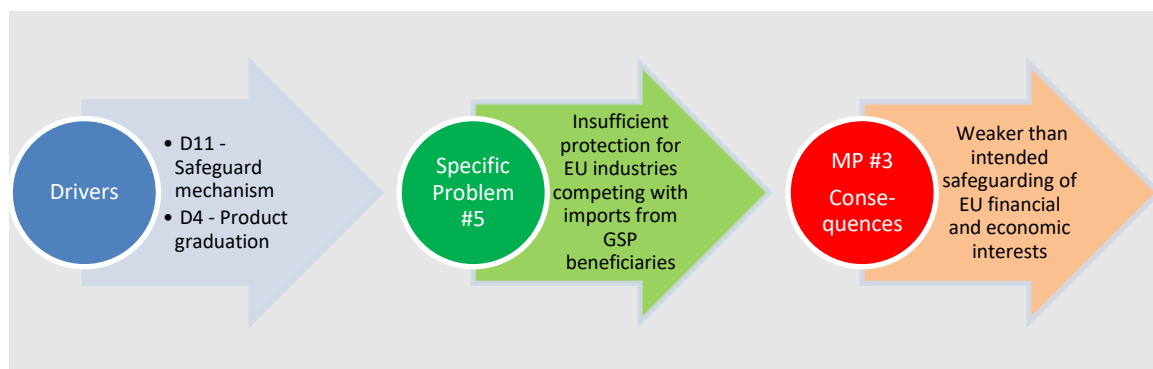 Drivers
• D11 -
Safeguard
mechanism
• D4 - Product
graduation
Specific
Problem
#5
Insufficient
protection for
EU industries
competing with
imports from
GSP
beneficiaries
MP #3
Conse-
quences
Weaker than
intended
safeguarding of
EU financial
and economic
interests